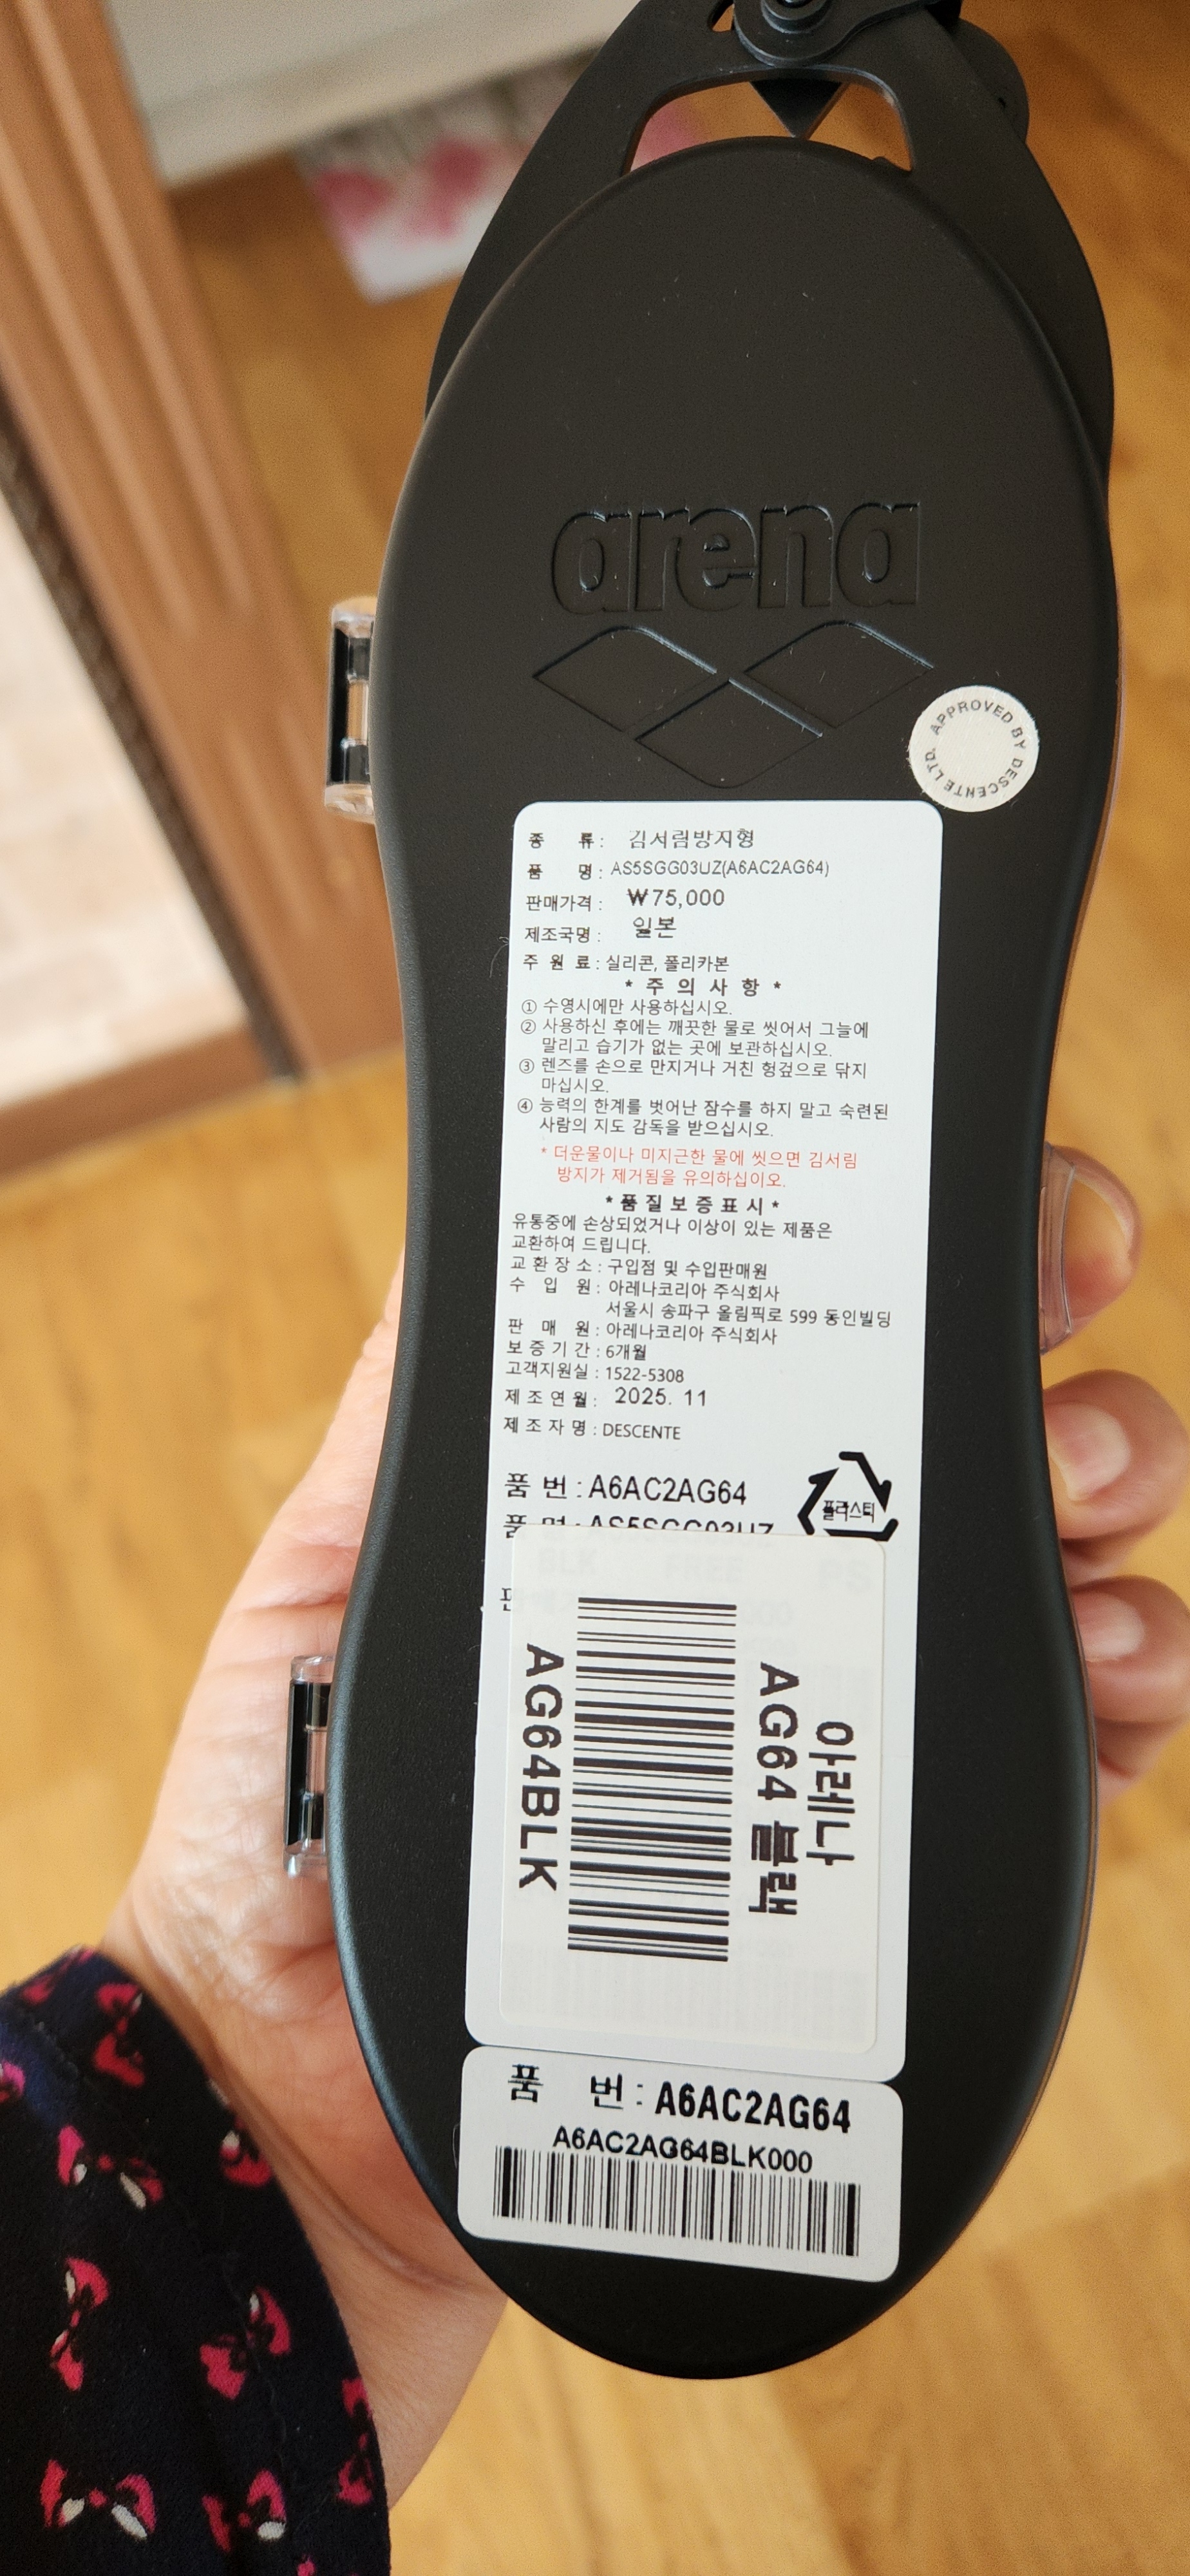 arena
APPROVED BY DESCENTE LTD.
종 류 : 김서림방지형
품 명 : AS5SGG03UZ(A6AC2AG64)
판매가격 : ₩75,000
제조국명 : 일본
주 원 료 : 실리콘, 폴리카본
* 주 의 사 항 *
① 수영시에만 사용하십시오.
② 사용하신 후에는 깨끗한 물로 씻어서 그늘에
말리고 습기가 없는 곳에 보관하십시오.
③ 렌즈를 손으로 만지거나 거친 헝겊으로 닦지
마십시오.
④ 능력의 한계를 벗어난 잠수를 하지 말고 숙련된
사람의 지도 감독을 받으십시오.
* 더운물이나 미지근한 물에 씻으면 김서림
방지가 제거됨을 유의하십이오.
* 품 질 보 증 표 시 *
유통중에 손상되었거나 이상이 있는 제품은
교환하여 드립니다.
교 환 장 소 : 구입점 및 수입판매원
수 입 원 : 아레나코리아 주식회사
서울시 송파구 올림픽로 599 동인빌딩
판 매 원 : 아레나코리아 주식회사
보 증 기 간 : 6개월
고객지원실 : 1522-5308
제 조 연 월 : 2025. 11
제 조 자 명 : DESCENTE
품 번 : A6AC2AG64
플라스틱
품 명 : AS5SGG03UZ
판
아레나
AG64 블랙
AG64BLK
품 번 : A6AC2AG64
A6AC2AG64BLK000